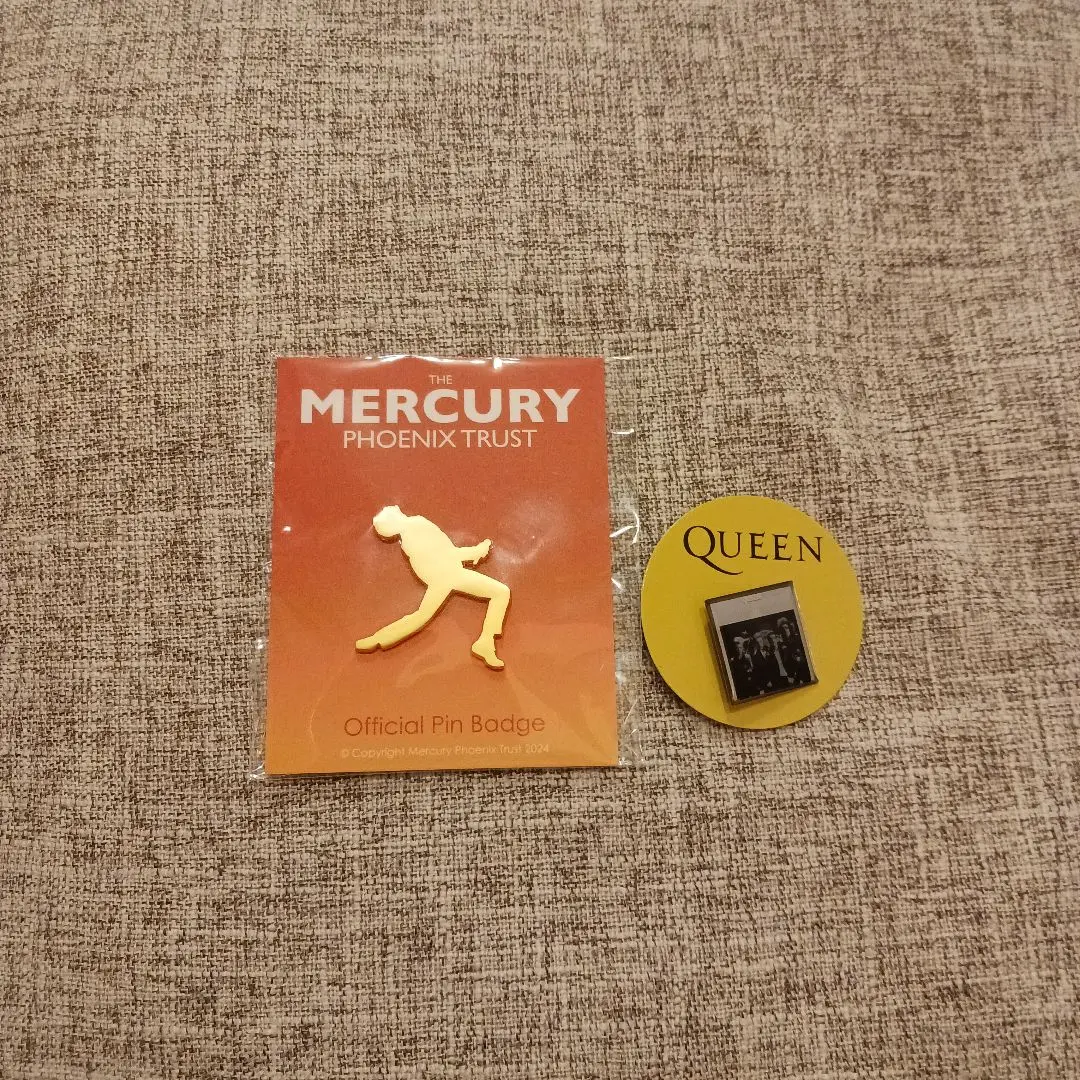 THE
MERCURY
PHOENIX TRUST
Official Pin Badge
© Copyright Mercury Phoenix Trust 2024
QUEEN